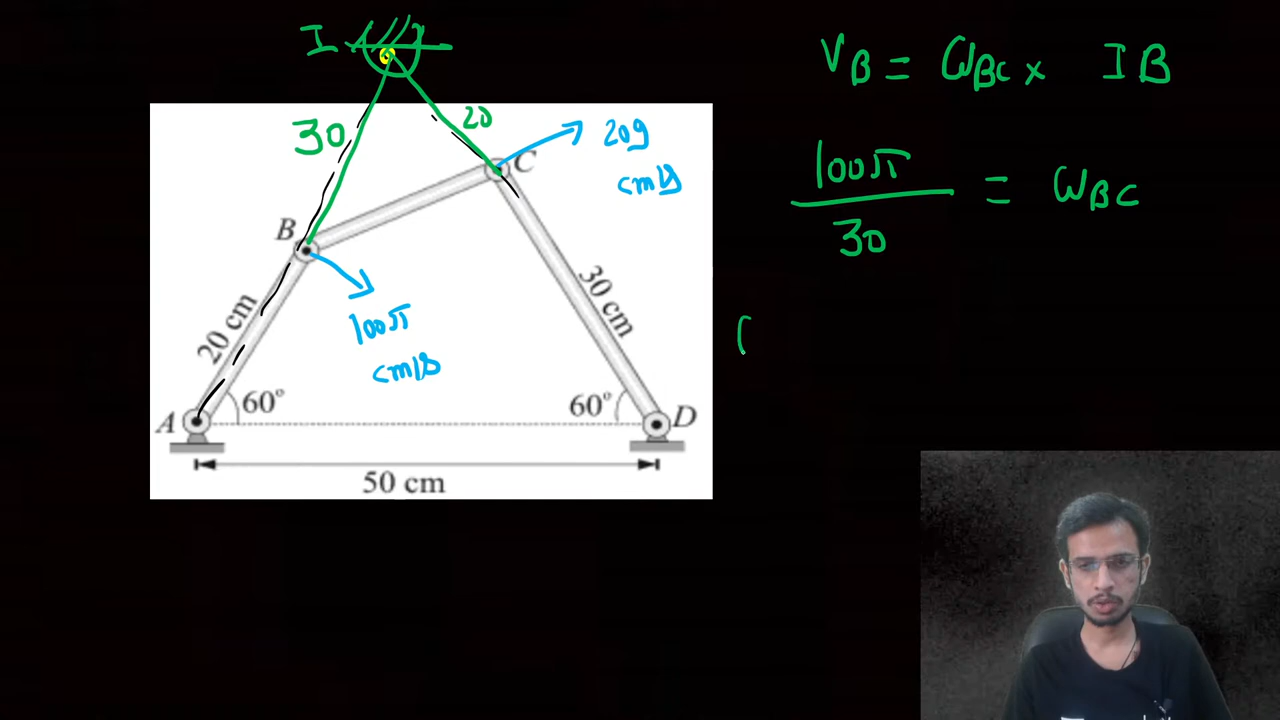 I
30
20
C
209
cm/s
B
20 cm
100π
cm/s
30 cm
A
60°
60°
D
50 cm
V_B = ω_BC × IB
100π
30
= ω_BC